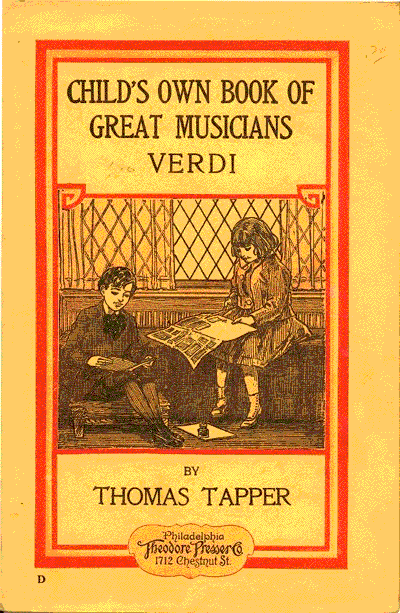 CHILD'S OWN BOOK OF
GREAT MUSICIANS
VERDI
BY
THOMAS TAPPER
Philadelphia
Theodore Presser Co.
1712 Chestnut St.
D